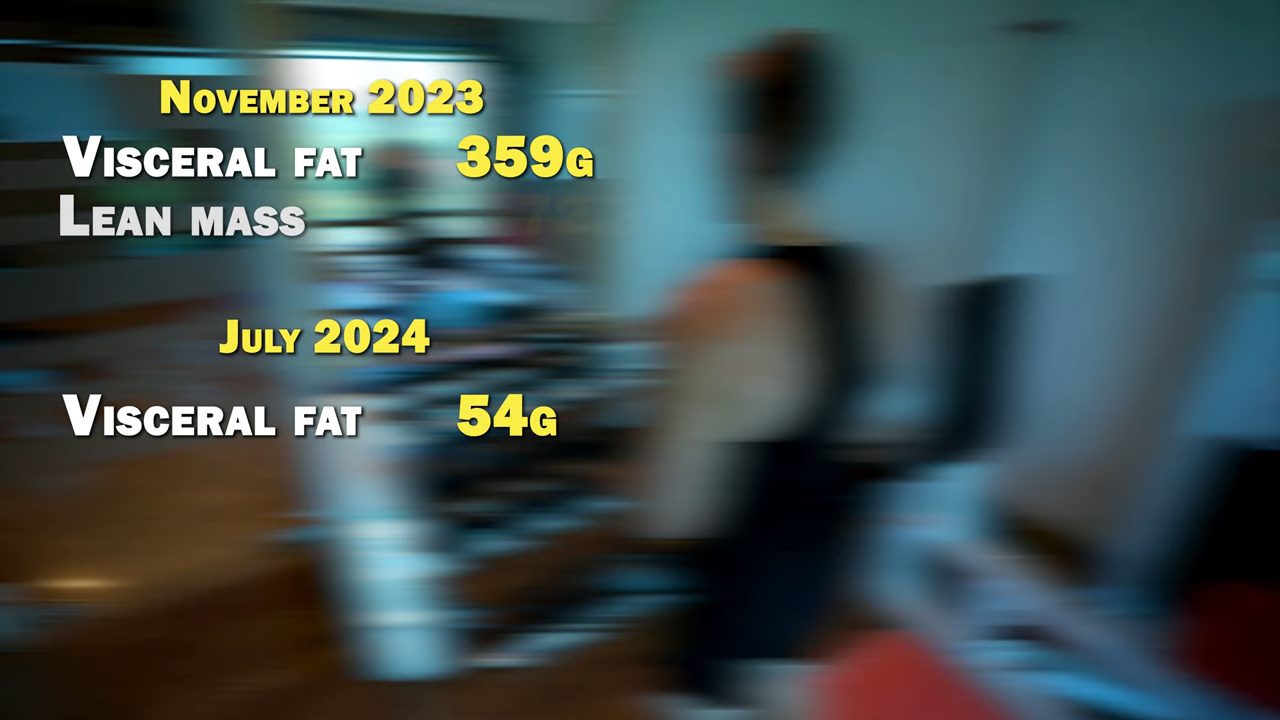 November 2023
Visceral fat 359g
Lean mass
July 2024
Visceral fat 54g